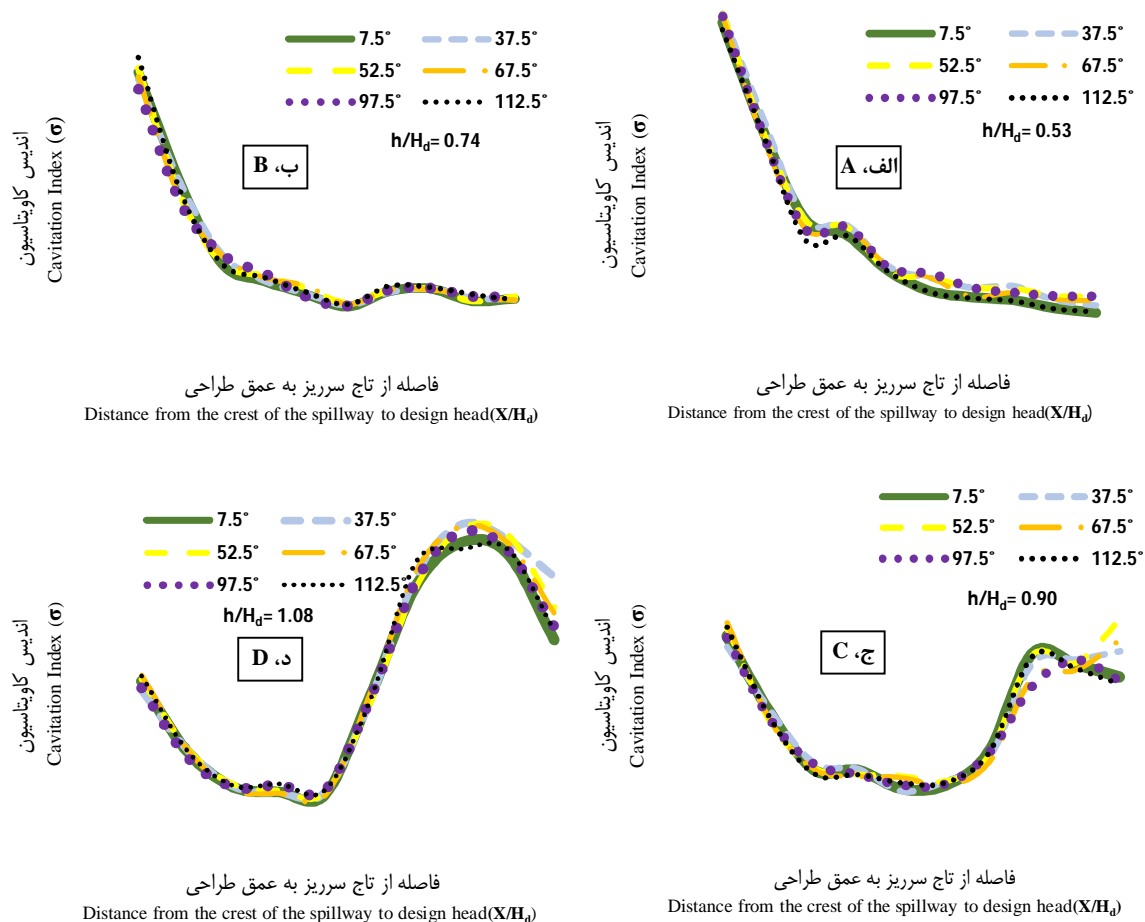 7.5° 37.5°
52.5° 67.5°
97.5° 112.5°
h/Hd= 0.74
B ،ب
اندیس کاویتاسیون
Cavitation Index (σ)
فاصله از تاج سرریز به عمق طراحی
Distance from the crest of the spillway to design head(X/Hd)
7.5° 37.5°
52.5° 67.5°
97.5° 112.5°
h/Hd= 0.53
A ،الف
اندیس کاویتاسیون
Cavitation Index (σ)
فاصله از تاج سرریز به عمق طراحی
Distance from the crest of the spillway to design head(X/Hd)
7.5° 37.5°
52.5° 67.5°
97.5° 112.5°
h/Hd= 1.08
D ،د
اندیس کاویتاسیون
Cavitation Index (σ)
فاصله از تاج سرریز به عمق طراحی
Distance from the crest of the spillway to design head(X/Hd)
7.5° 37.5°
52.5° 67.5°
97.5° 112.5°
h/Hd= 0.90
C ،ج
اندیس کاویتاسیون
Cavitation Index (σ)
فاصله از تاج سرریز به عمق طراحی
Distance from the crest of the spillway to design head(X/Hd)